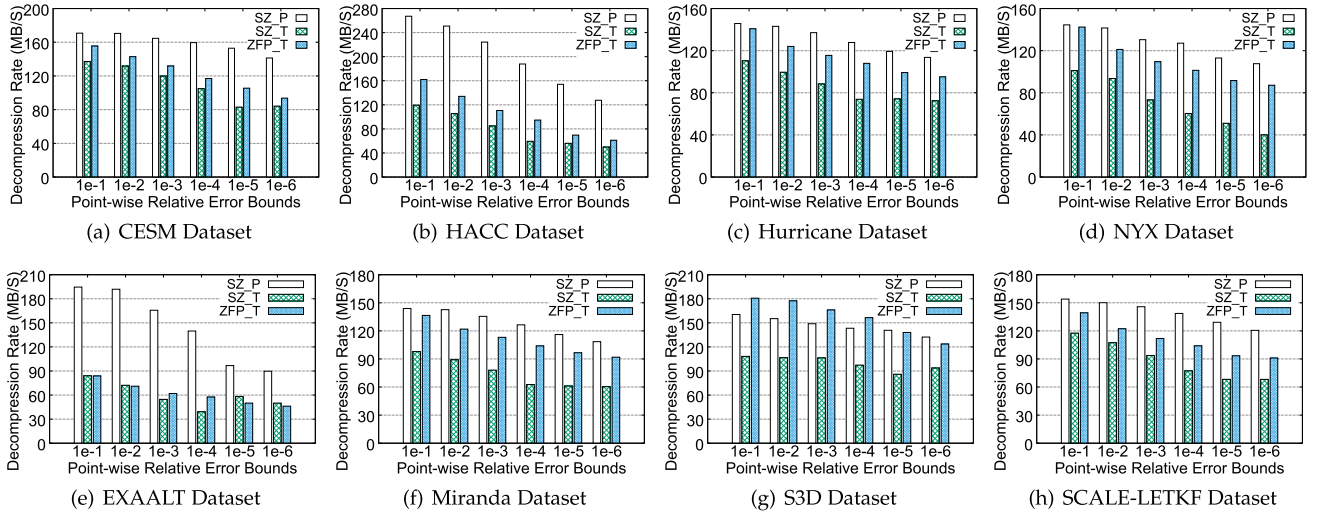 Decompression Rate (MB/S)
200
160
120
80
40
0
SZ_P
SZ_T
ZFP_T
1e-1 1e-2 1e-3 1e-4 1e-5 1e-6
Point-wise Relative Error Bounds
(a) CESM Dataset
Decompression Rate (MB/S)
280
240
200
160
120
80
40
0
SZ_P
SZ_T
ZFP_T
1e-1 1e-2 1e-3 1e-4 1e-5 1e-6
Point-wise Relative Error Bounds
(b) HACC Dataset
Decompression Rate (MB/S)
160
120
80
40
0
SZ_P
SZ_T
ZFP_T
1e-1 1e-2 1e-3 1e-4 1e-5 1e-6
Point-wise Relative Error Bounds
(c) Hurricane Dataset
Decompression Rate (MB/S)
160
120
80
40
0
SZ_P
SZ_T
ZFP_T
1e-1 1e-2 1e-3 1e-4 1e-5 1e-6
Point-wise Relative Error Bounds
(d) NYX Dataset
Decompression Rate (MB/S)
210
180
150
120
90
60
30
0
SZ_P
SZ_T
ZFP_T
1e-1 1e-2 1e-3 1e-4 1e-5 1e-6
Point-wise Relative Error Bounds
(e) EXAALT Dataset
Decompression Rate (MB/S)
180
150
120
90
60
30
0
SZ_P
SZ_T
ZFP_T
1e-1 1e-2 1e-3 1e-4 1e-5 1e-6
Point-wise Relative Error Bounds
(f) Miranda Dataset
Decompression Rate (MB/S)
210
180
150
120
90
60
30
0
SZ_P
SZ_T
ZFP_T
1e-1 1e-2 1e-3 1e-4 1e-5 1e-6
Point-wise Relative Error Bounds
(g) S3D Dataset
Decompression Rate (MB/S)
180
150
120
90
60
30
0
SZ_P
SZ_T
ZFP_T
1e-1 1e-2 1e-3 1e-4 1e-5 1e-6
Point-wise Relative Error Bounds
(h) SCALE-LETKF Dataset